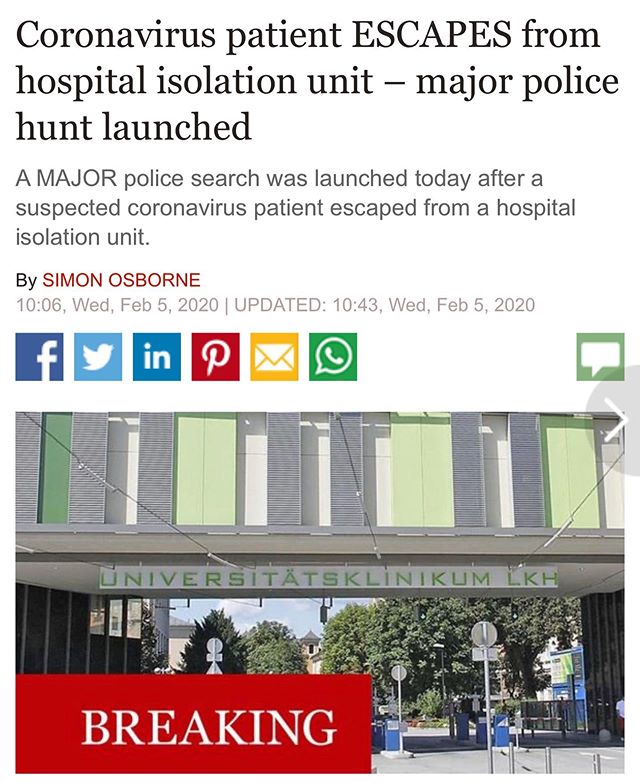 Coronavirus patient ESCAPES from
hospital isolation unit – major police
hunt launched
A MAJOR police search was launched today after a
suspected coronavirus patient escaped from a hospital
isolation unit.
By SIMON OSBORNE
10:06, Wed, Feb 5, 2020 | UPDATED: 10:43, Wed, Feb 5, 2020
f in
UNIVERSITÄTSKLINIKUM LKH
BREAKING